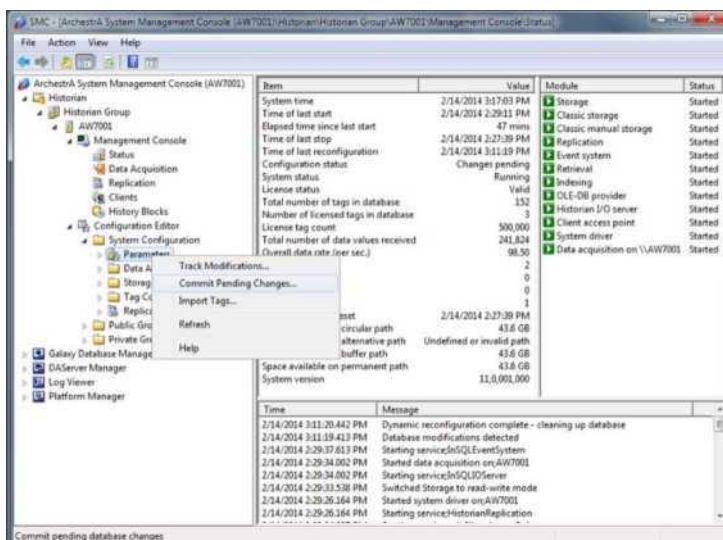 SMC - [ArchestrA System Management Console (AW7001)\Historian\Historian Group\AW7001\Management Console\Status]
File Action View Help
ArchestrA System Management Console (AW7001)
Historian
Historian Group
AW7001
Management Console
Status
Data Acquisition
Replication
Clients
History Blocks
Configuration Editor
System Configuration
Parameters
Data A
Storag
Tag Co
Replic
Public Gro
Private Gr
Galaxy Database Manage
DAServer Manager
Log Viewer
Platform Manager
Track Modifications...
Commit Pending Changes...
Import Tags...
Refresh
Help
Item Value
System time 2/14/2014 3:17:03 PM
Time of last start 2/14/2014 2:29:11 PM
Elapsed time since last start 47 mins
Time of last stop 2/14/2014 2:27:39 PM
Time of last reconfiguration 2/14/2014 3:11:19 PM
Configuration status Changes pending
System status Running
License status Valid
Total number of tags in database 152
Number of licensed tags in database 3
License tag count 500,000
Total number of data values received 241,824
Overall data rate (per sec.) 98.50
2
0
0
1
eset 2/14/2014 2:27:39 PM
circular path 43.6 GB
alternative path Undefined or invalid path
buffer path 43.6 GB
Space available on permanent path 43.6 GB
System version 11,0,001,000
Module Status
Storage Started
Classic storage Started
Classic manual storage Started
Replication Started
Event system Started
Retrieval Started
Indexing Started
OLE-DB provider Started
Historian I/O server Started
Client access point Started
System driver Started
Data acquisition on \\AW7001 Started
Time Message
2/14/2014 3:11:20.442 PM Dynamic reconfiguration complete - cleaning up database
2/14/2014 3:11:19.413 PM Database modifications detected
2/14/2014 2:29:37.613 PM Starting service;InSQLEventSystem
2/14/2014 2:29:34.002 PM Started data acquisition on;AW7001
2/14/2014 2:29:34.002 PM Starting service;InSQLIOServer
2/14/2014 2:29:33.538 PM Switched Storage to read-write mode
2/14/2014 2:29:26.164 PM Started system driver on;AW7001
2/14/2014 2:29:26.164 PM Starting service;HistorianReplication
Commit pending database changes